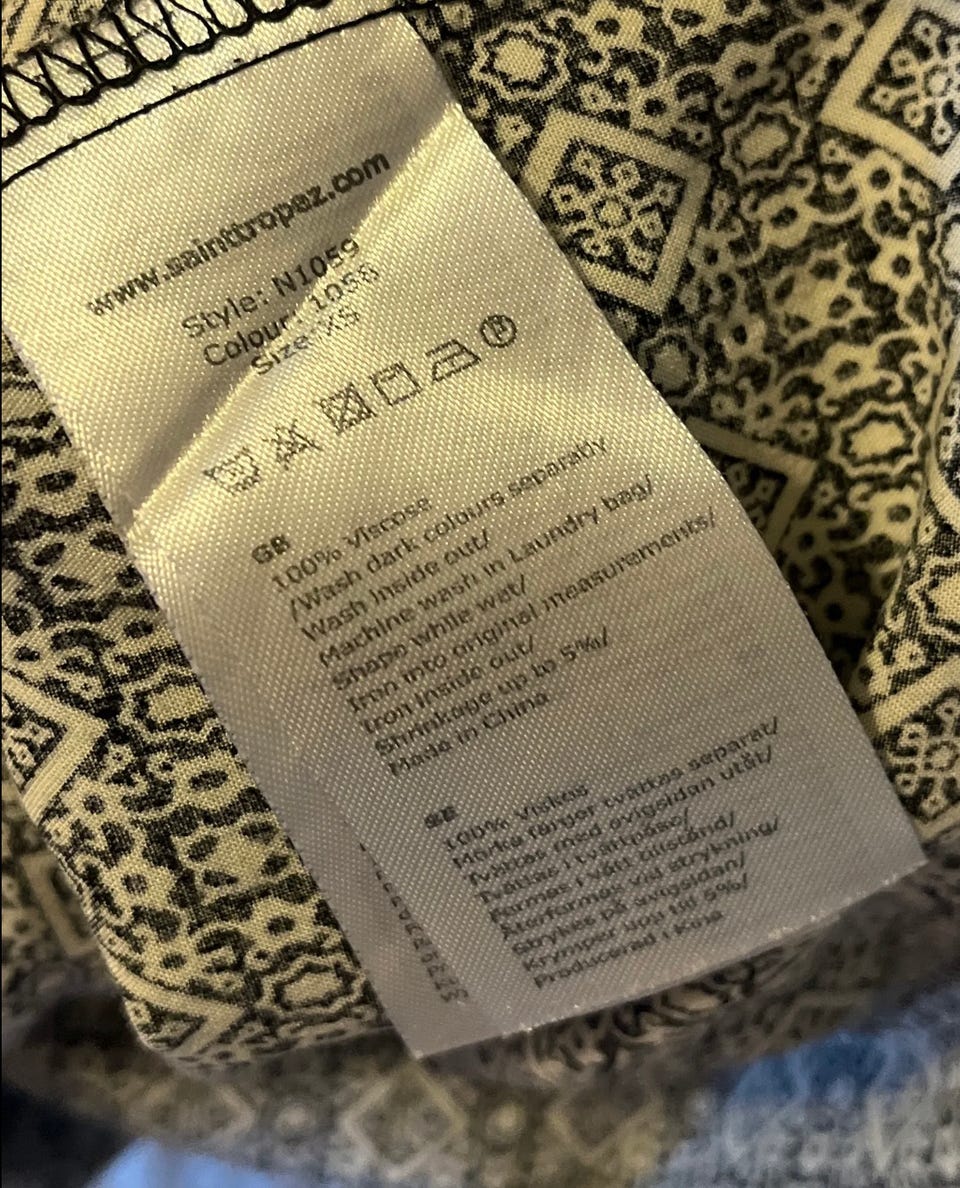 www.sainttropez.com
Style: N1059
Colour: 1058
Size: XS
P
GB
100% Viscose
/Wash dark colours separatly
Wash inside out/
Machine wash in Laundry bag/
Shape while wet/
Iron into original measurements/
Iron inside out/
Shrinkage up to 5%/
Made in China
SE
100% Viskos
Mörka färger tvättas separat/
Tvättas med avigsidan utåt/
Tvättas i tvättpåse/
Formas i vått tillstånd/
Återformas vid strykning/
Strykes på avigsidan/
Krymper upp till 5%/
Producerad i Kina